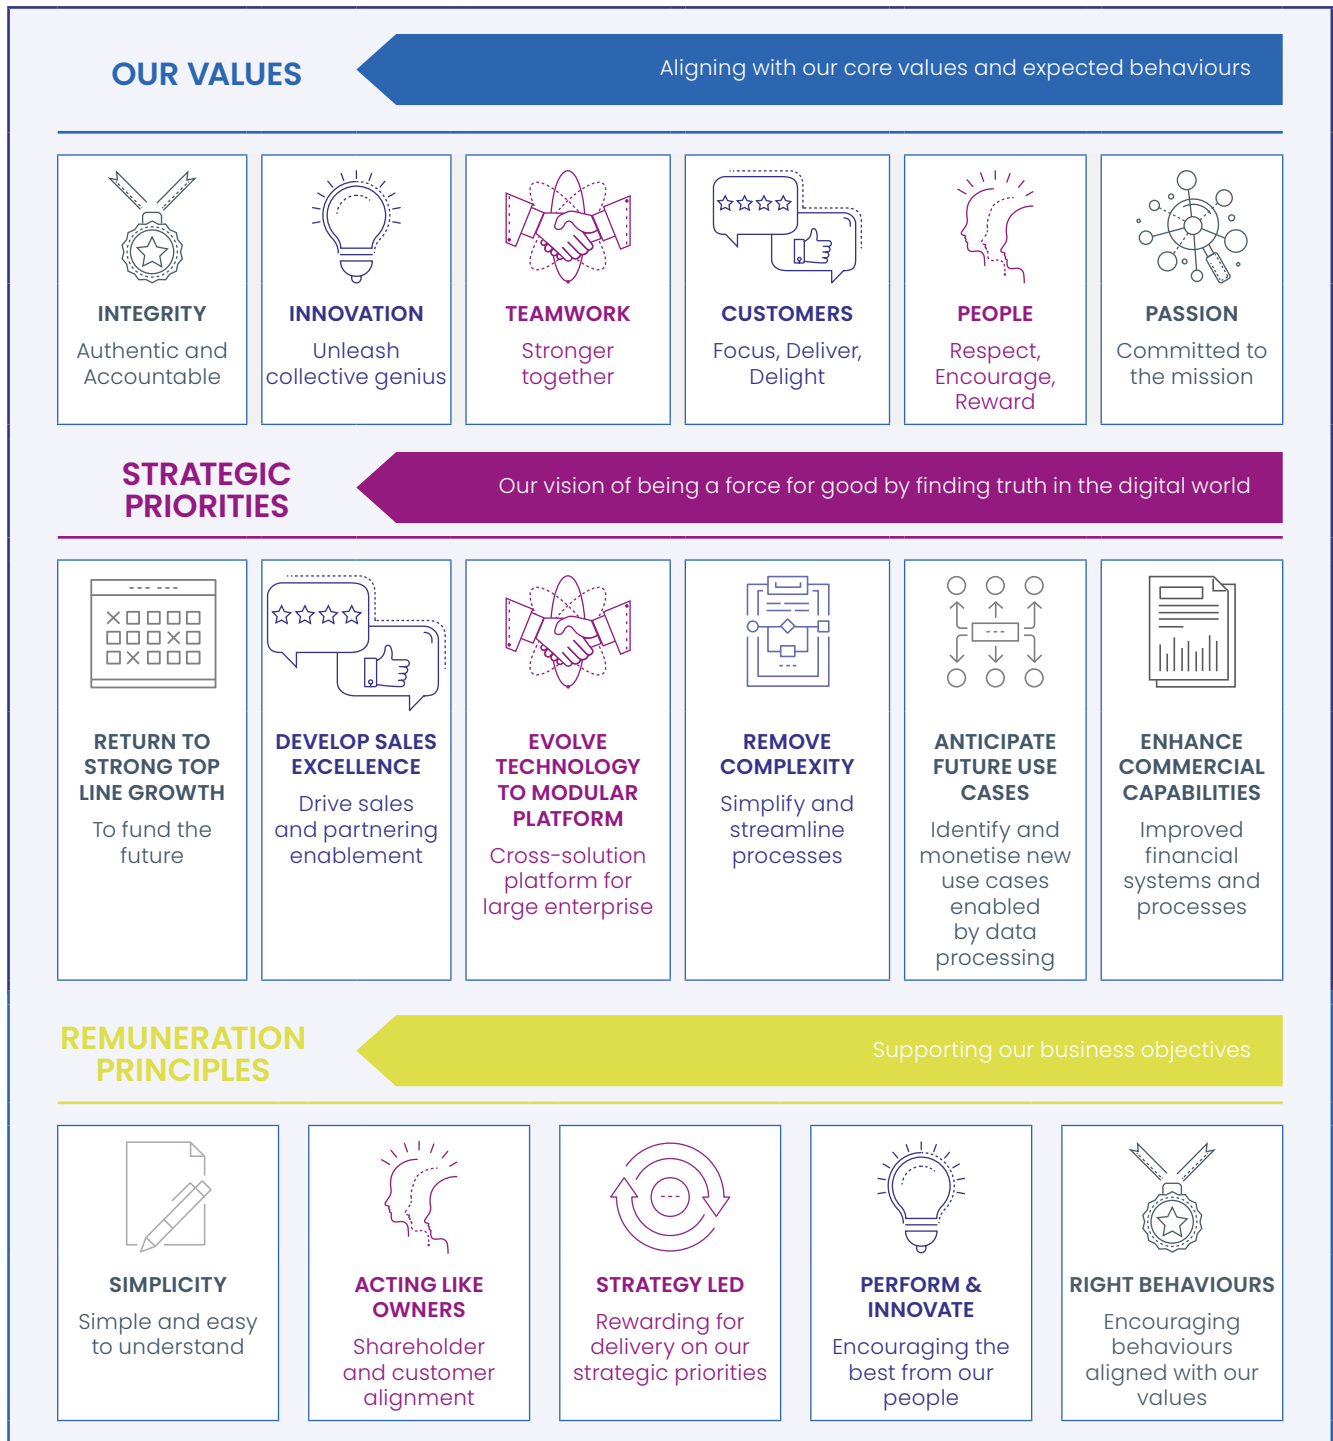 OUR VALUES
Aligning with our core values and expected behaviours
INTEGRITY
Authentic and
Accountable
INNOVATION
Unleash
collective genius
TEAMWORK
Stronger
together
CUSTOMERS
Focus, Deliver,
Delight
PEOPLE
Respect,
Encourage,
Reward
PASSION
Committed to
the mission
STRATEGIC
PRIORITIES
Our vision of being a force for good by finding truth in the digital world
RETURN TO
STRONG TOP
LINE GROWTH
To fund the
future
DEVELOP SALES
EXCELLENCE
Drive sales
and partnering
enablement
EVOLVE
TECHNOLOGY
TO MODULAR
PLATFORM
Cross-solution
platform for
large enterprise
REMOVE
COMPLEXITY
Simplify and
streamline
processes
ANTICIPATE
FUTURE USE
CASES
Identify and
monetise new
use cases
enabled
by data
processing
ENHANCE
COMMERCIAL
CAPABILITIES
Improved
financial
systems and
processes
REMUNERATION
PRINCIPLES
Supporting our business objectives
SIMPLICITY
Simple and easy
to understand
ACTING LIKE
OWNERS
Shareholder
and customer
alignment
STRATEGY LED
Rewarding for
delivery on our
strategic priorities
PERFORM &
INNOVATE
Encouraging the
best from our
people
RIGHT BEHAVIOURS
Encouraging
behaviours
aligned with our
values